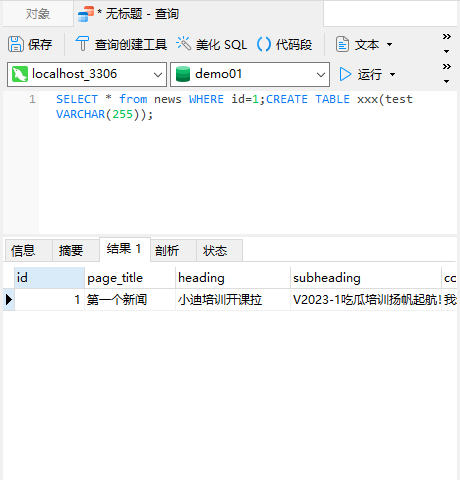 对象 * 无标题 - 查询
保存 查询创建工具 美化 SQL () 代码段 文本
localhost_3306 demo01 运行
1 SELECT * from news WHERE id=1;CREATE TABLE xxx(test
VARCHAR(255));
信息 摘要 结果 1 剖析 状态
id page_title heading subheading co
1 第一个新闻 小迪培训开课拉 V2023-1吃瓜培训扬帆起航!我